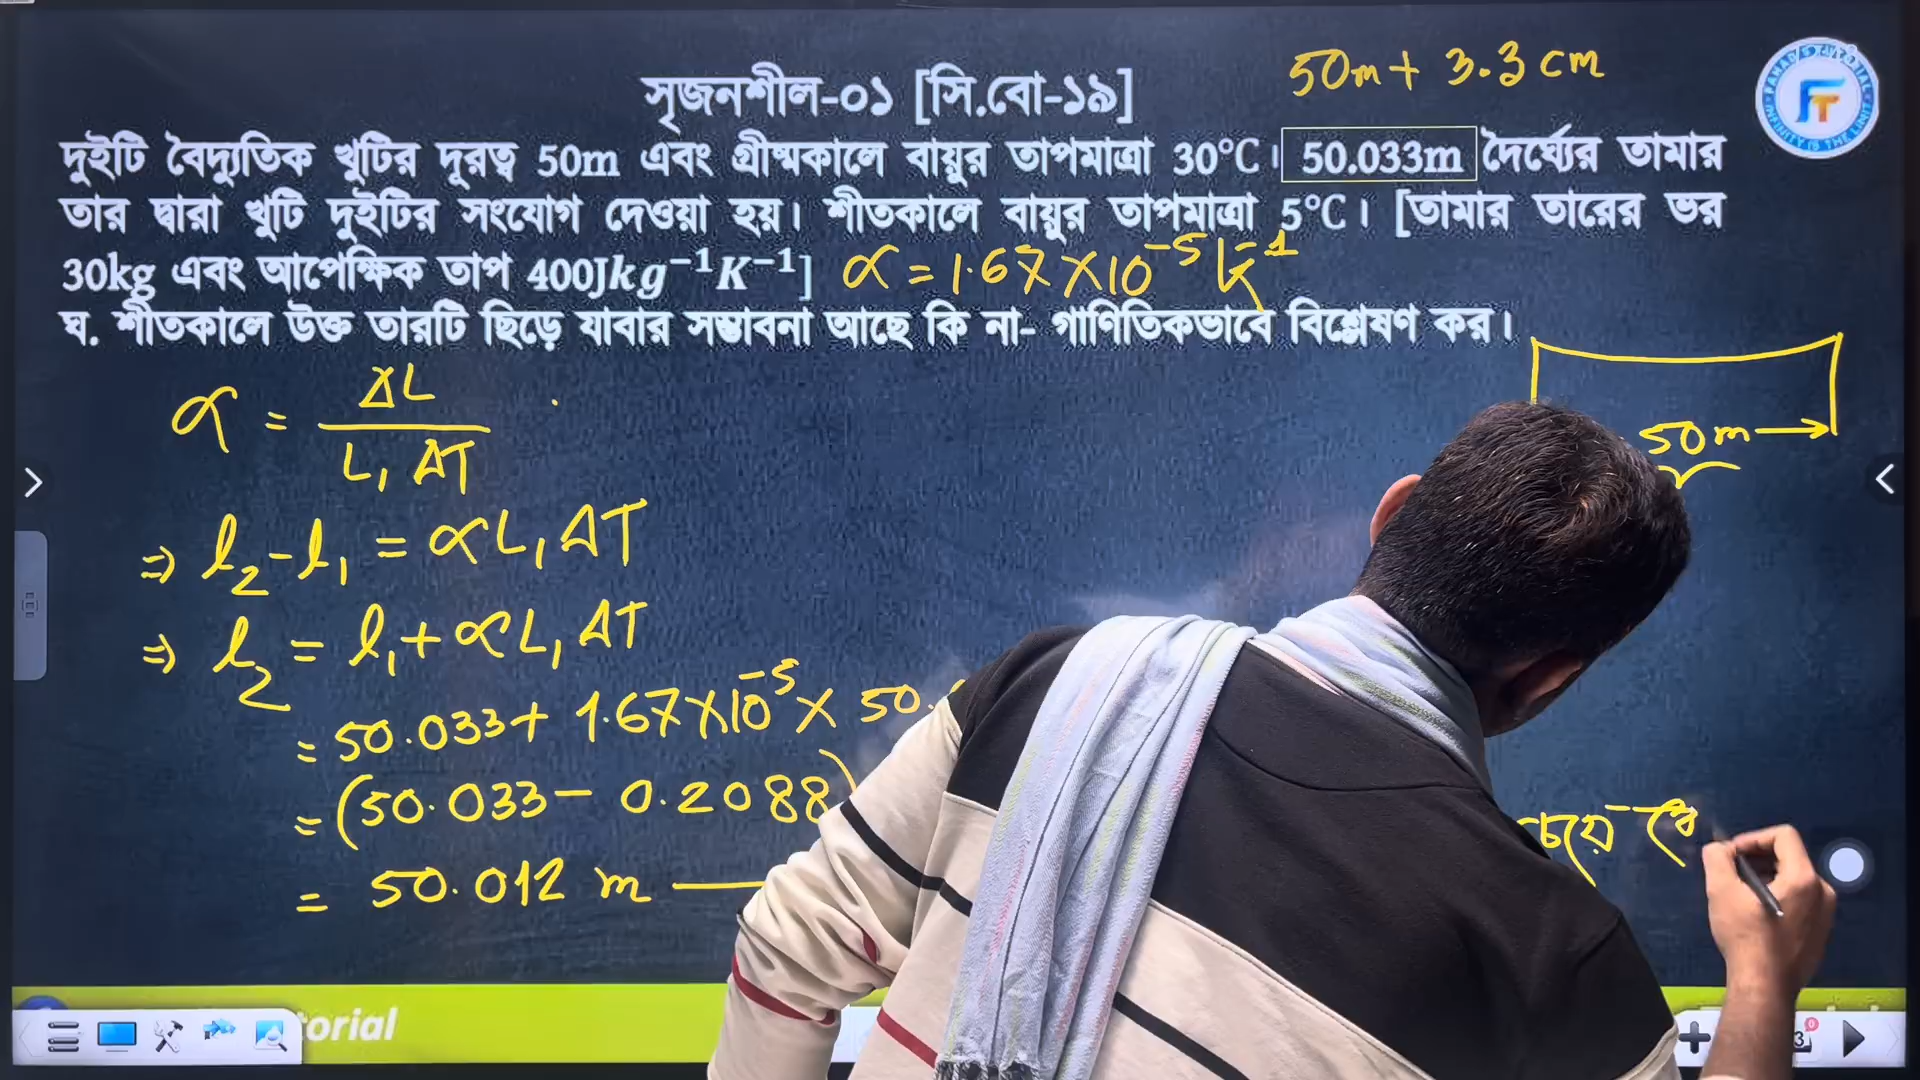 50m + 3.3 cm
সৃজনশীল-০১ [সি.বো-১৯]
দুইটি বৈদ্যুতিক খুটির দূরত্ব 50m এবং গ্রীষ্মকালে বায়ুর তাপমাত্রা 30°C। 50.033m দৈর্ঘ্যের তামার
তার দ্বারা খুটি দুইটির সংযোগ দেওয়া হয়। শীতকালে বায়ুর তাপমাত্রা 5°C। [তামার তারের ভর
30kg এবং আপেক্ষিক তাপ 400Jkg⁻¹K⁻¹] α = 1.67 × 10⁻⁵ K⁻¹
ঘ. শীতকালে উক্ত তারটি ছিড়ে যাবার সম্ভাবনা আছে কি না- গাণিতিকভাবে বিশ্লেষণ কর।
α = ΔL / L₁ ΔT
50m →
⇒ l₂ - l₁ = αL₁ΔT
⇒ l₂ = l₁ + αL₁ΔT
= 50.033 + 1.67×10⁻⁵ × 50.
= (50.033 - 0.2088)
চেয়ে
= 50.012 m
torial